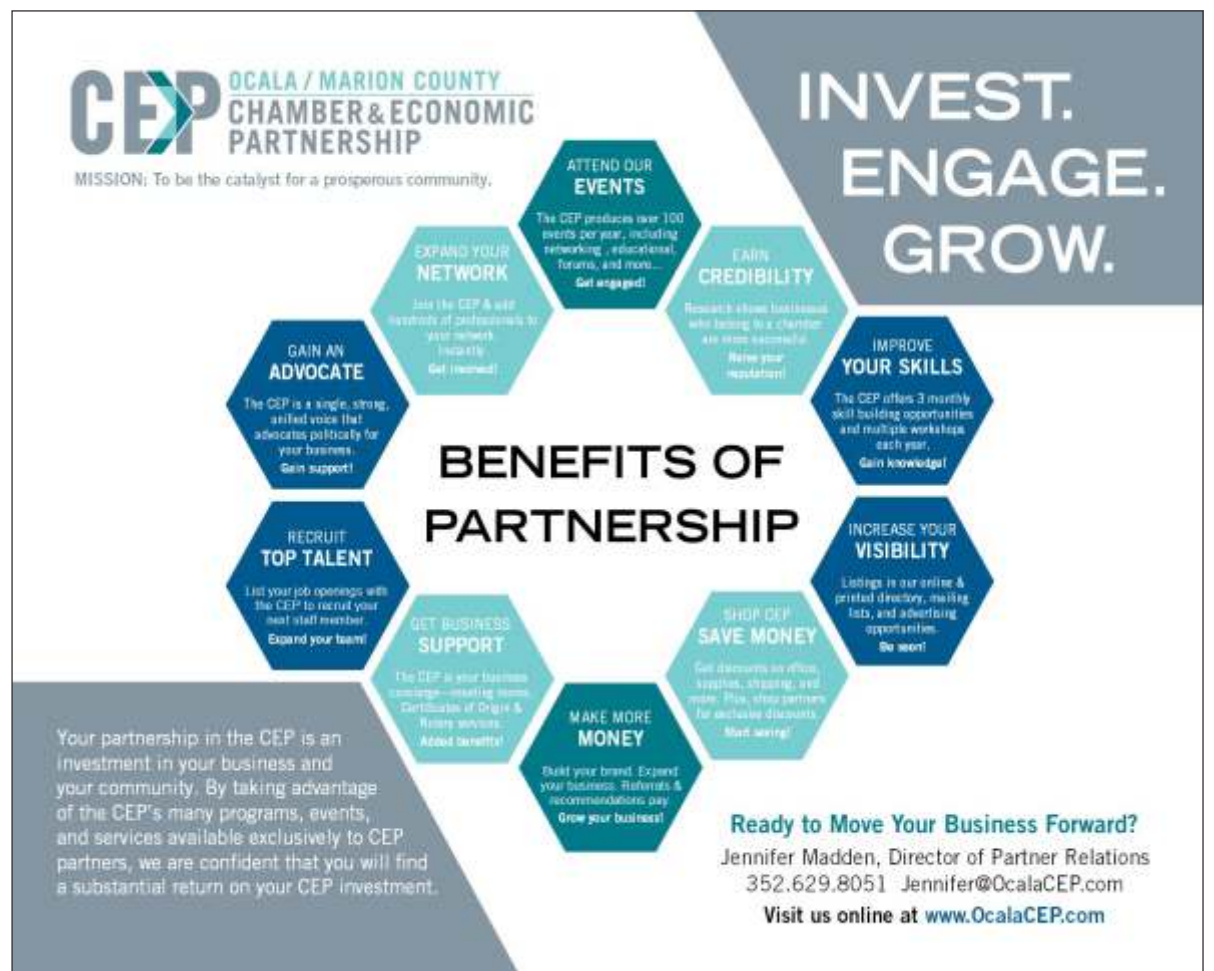 CEP
OCALA / MARION COUNTY
CHAMBER & ECONOMIC
PARTNERSHIP
MISSION: To be the catalyst for a prosperous community.
INVEST.
ENGAGE.
GROW.
ATTEND OUR
EVENTS
The CEP produces over 100
events per year, including
networking , educational,
forums, and more...
Get engaged!
EARN
CREDIBILITY
Research shows businesses
who belong to a chamber
are more successful.
Raise your
reputation!
IMPROVE
YOUR SKILLS
The CEP offers 3 monthly
skill building opportunities
and multiple workshops
each year.
Gain knowledge!
INCREASE YOUR
VISIBILITY
Listings in our online &
printed directory, mailing
lists, and advertising
opportunities.
Be seen!
SHOP CEP
SAVE MONEY
Get discounts on office,
supplies, shipping, and
more. Plus, shop partners
for exclusive discounts.
Start saving!
MAKE MORE
MONEY
Build your brand. Expand
your business. Referrals &
recommendations pay.
Grow your business!
GET BUSINESS
SUPPORT
The CEP is your business
concierge—meeting rooms,
Certificates of Origin &
Notary services.
Added benefits!
RECRUIT
TOP TALENT
List your job openings with
the CEP to recruit your
next staff member.
Expand your team!
GAIN AN
ADVOCATE
The CEP is a single, strong,
unified voice that
advocates politically for
your business.
Gain support!
EXPAND YOUR
NETWORK
Join the CEP & add
hundreds of professionals to
your network.
Instantly.
Get involved!
BENEFITS OF
PARTNERSHIP
Your partnership in the CEP is an
investment in your business and
your community. By taking advantage
of the CEP's many programs, events,
and services available exclusively to CEP
partners, we are confident that you will find
a substantial return on your CEP investment.
Ready to Move Your Business Forward?
Jennifer Madden, Director of Partner Relations
352.629.8051 Jennifer@OcalaCEP.com
Visit us online at www.OcalaCEP.com